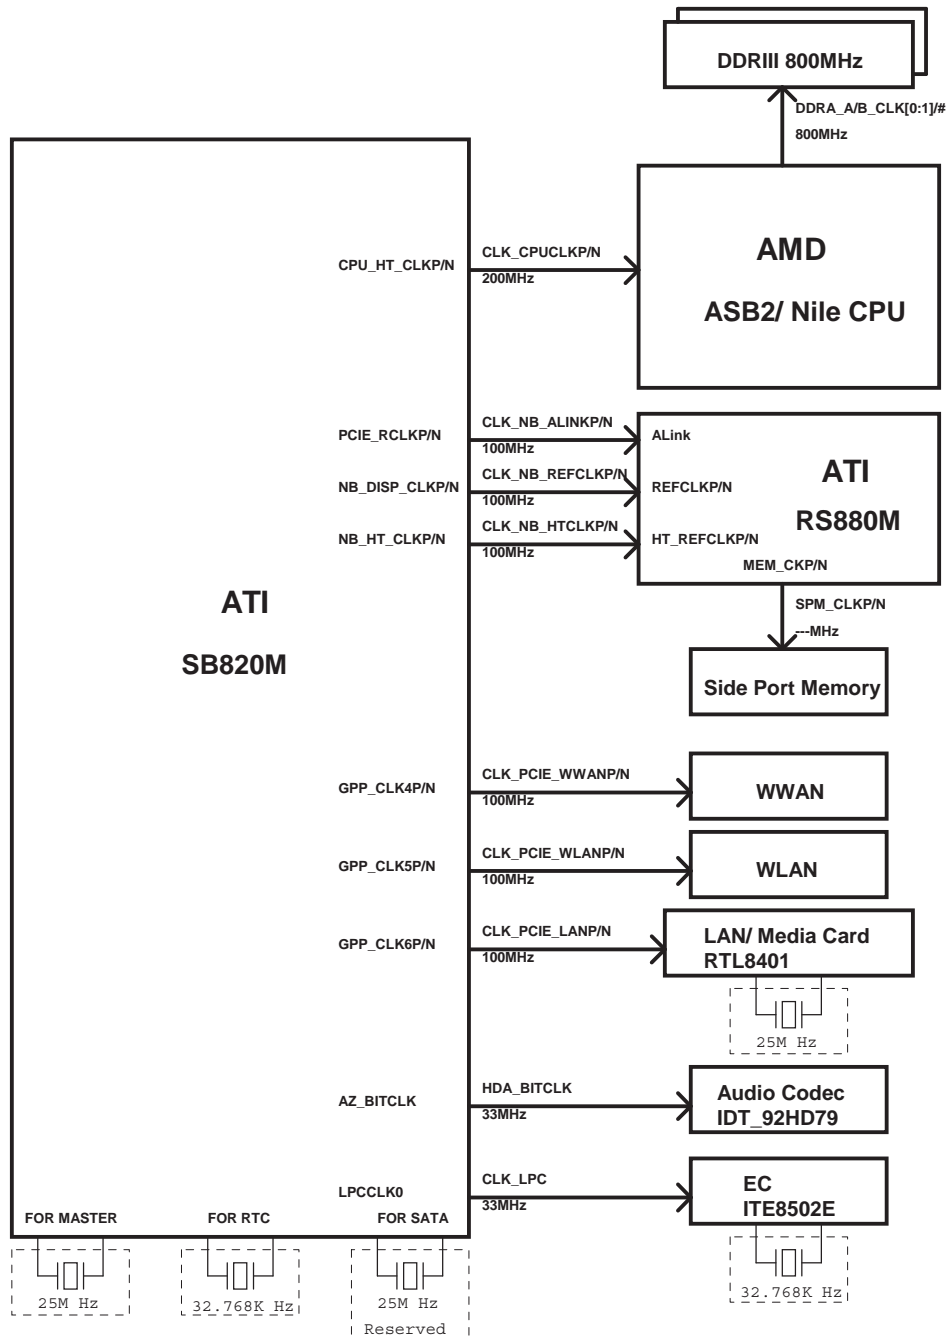 DDRIII 800MHz
DDRA_A/B_CLK[0:1]/#
800MHz
AMD
ASB2/ Nile CPU
CPU_HT_CLKP/N
CLK_CPUCLKP/N
200MHz
PCIE_RCLKP/N
CLK_NB_ALINKP/N
100MHz
ALink
NB_DISP_CLKP/N
CLK_NB_REFCLKP/N
100MHz
REFCLKP/N
NB_HT_CLKP/N
CLK_NB_HTCLKP/N
100MHz
HT_REFCLKP/N
ATI
RS880M
MEM_CKP/N
SPM_CLKP/N
---MHz
Side Port Memory
ATI
SB820M
GPP_CLK4P/N
CLK_PCIE_WWANP/N
100MHz
WWAN
GPP_CLK5P/N
CLK_PCIE_WLANP/N
100MHz
WLAN
GPP_CLK6P/N
CLK_PCIE_LANP/N
100MHz
LAN/ Media Card
RTL8401
25M Hz
AZ_BITCLK
HDA_BITCLK
33MHz
Audio Codec
IDT_92HD79
LPCCLK0
CLK_LPC
33MHz
EC
ITE8502E
32.768K Hz
FOR MASTER
FOR RTC
FOR SATA
25M Hz
32.768K Hz
25M Hz
Reserved